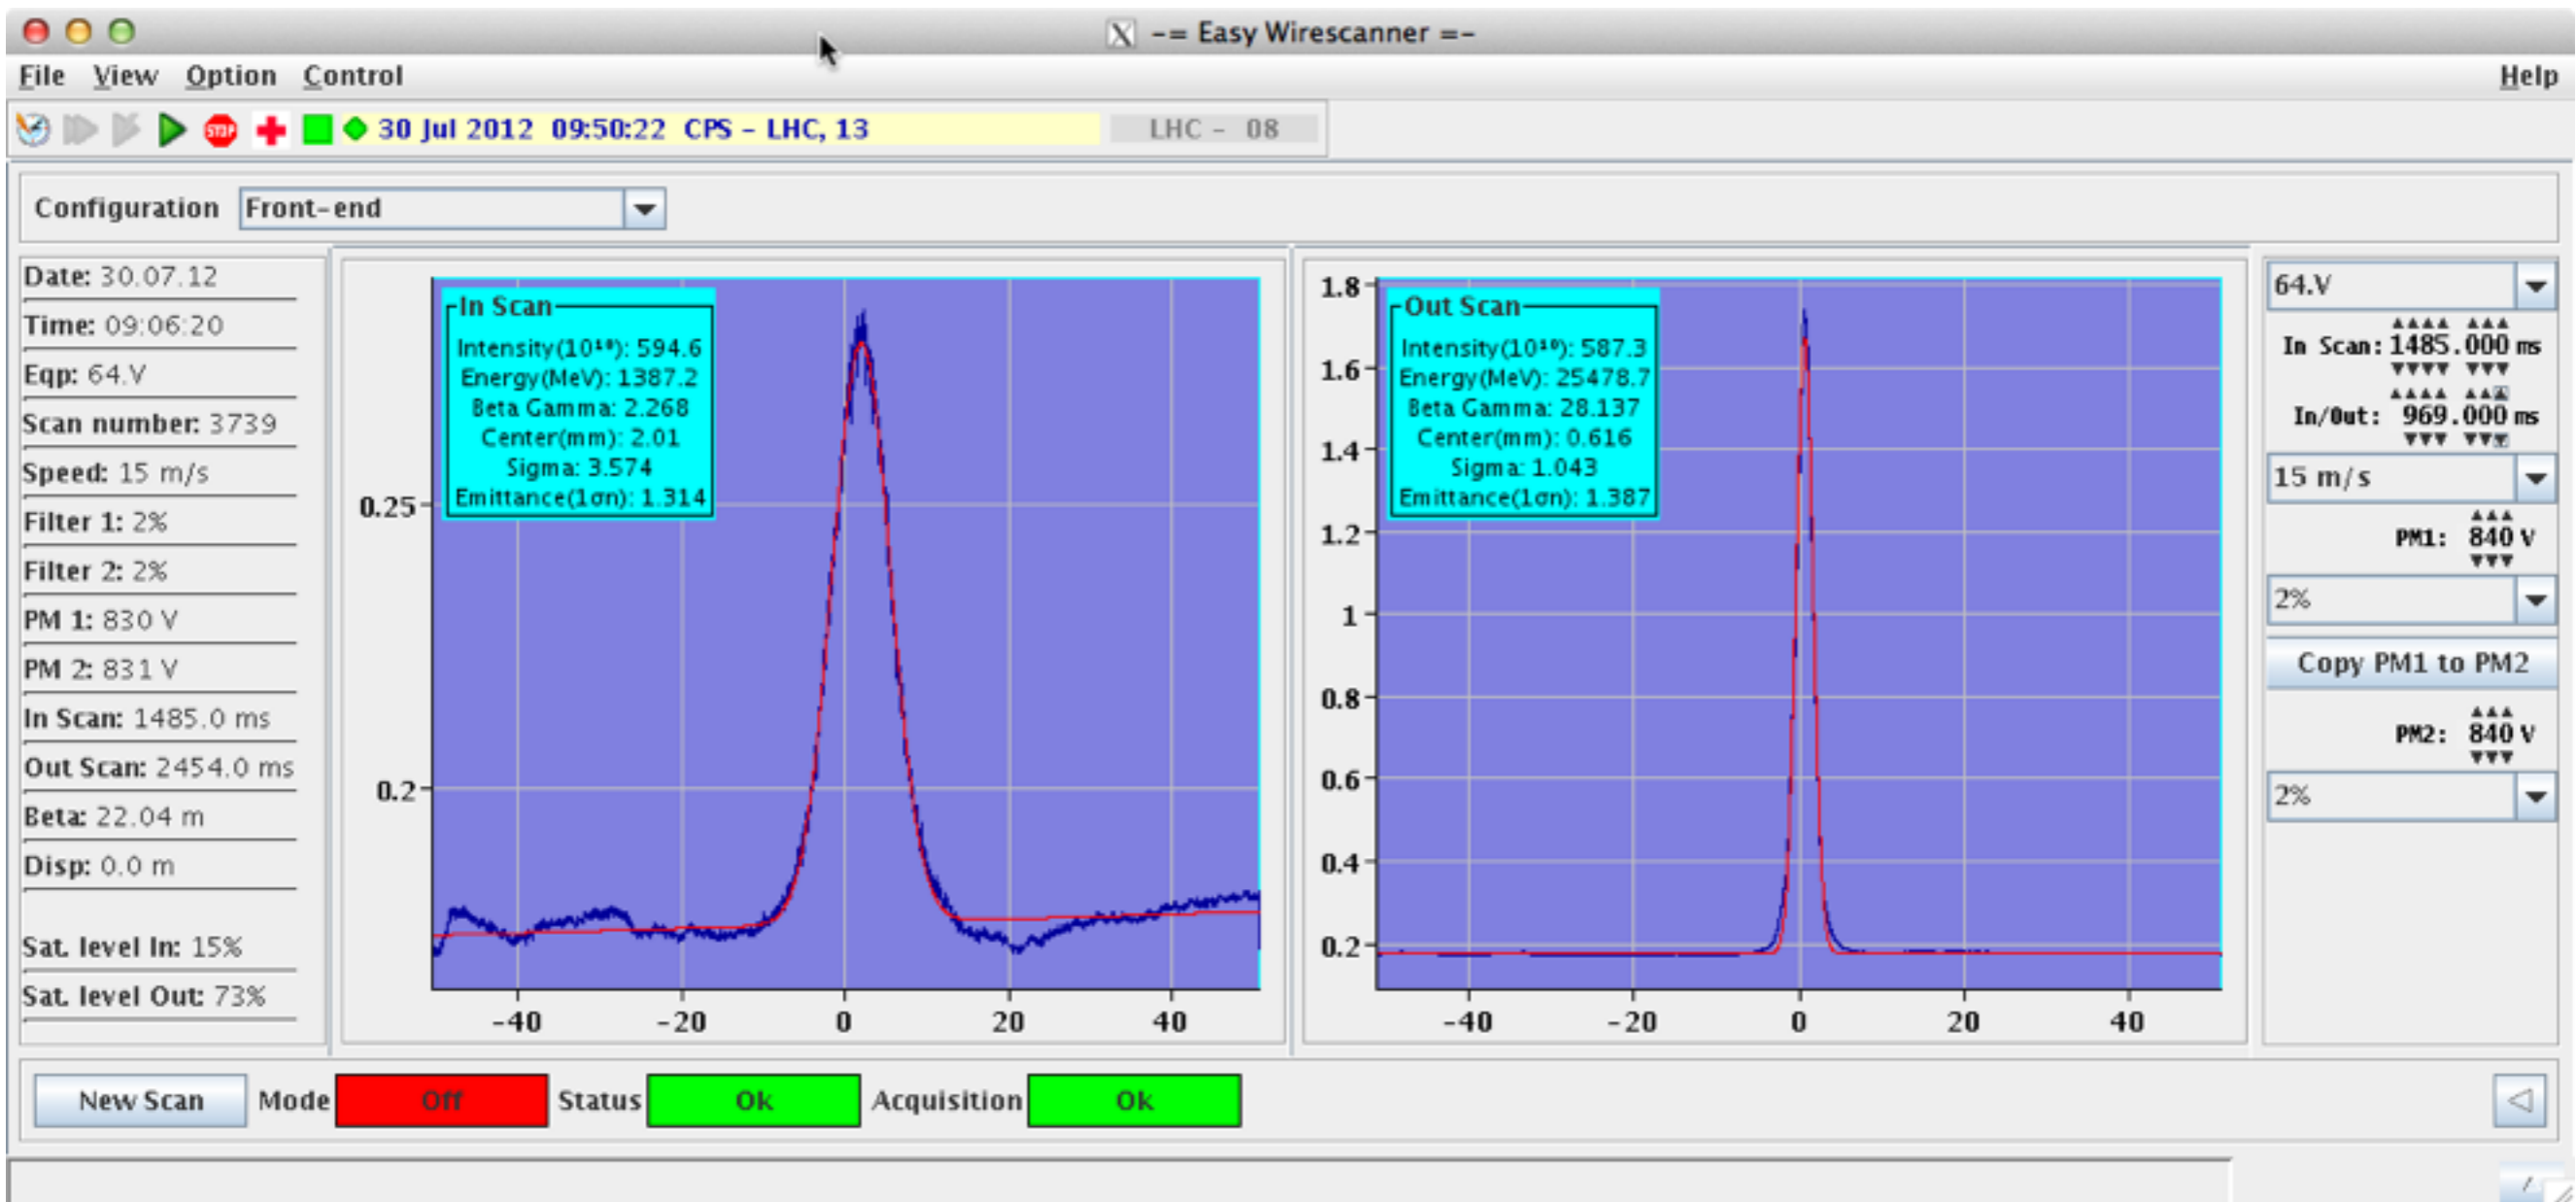 -= Easy Wirescanner =-
File View Option Control Help
STOP 30 Jul 2012 09:50:22 CPS - LHC, 13 LHC - 08
Configuration Front-end
Date: 30.07.12
Time: 09:06:20
Eqp: 64.V
Scan number: 3739
Speed: 15 m/s
Filter 1: 2%
Filter 2: 2%
PM 1: 830 V
PM 2: 831 V
In Scan: 1485.0 ms
Out Scan: 2454.0 ms
Beta: 22.04 m
Disp: 0.0 m
Sat. level In: 15%
Sat. level Out: 73%
In Scan
Intensity(10¹⁰): 594.6
Energy(MeV): 1387.2
Beta Gamma: 2.268
Center(mm): 2.01
Sigma: 3.574
Emittance(1σn): 1.314
0.25
0.2
-40 -20 0 20 40
Out Scan
Intensity(10¹⁰): 587.3
Energy(MeV): 25478.7
Beta Gamma: 28.137
Center(mm): 0.616
Sigma: 1.043
Emittance(1σn): 1.387
1.8
1.6
1.4
1.2
1
0.8
0.6
0.4
0.2
-40 -20 0 20 40
64.V
In Scan: 1485.000 ms
In/Out: 969.000 ms
15 m/s
PM1: 840 V
2%
Copy PM1 to PM2
PM2: 840 V
2%
New Scan Mode Off Status Ok Acquisition Ok